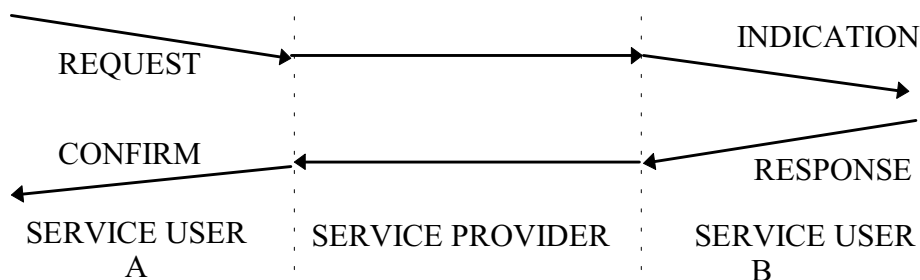 REQUEST
INDICATION
CONFIRM
RESPONSE
SERVICE USER
A
SERVICE PROVIDER
SERVICE USER
B